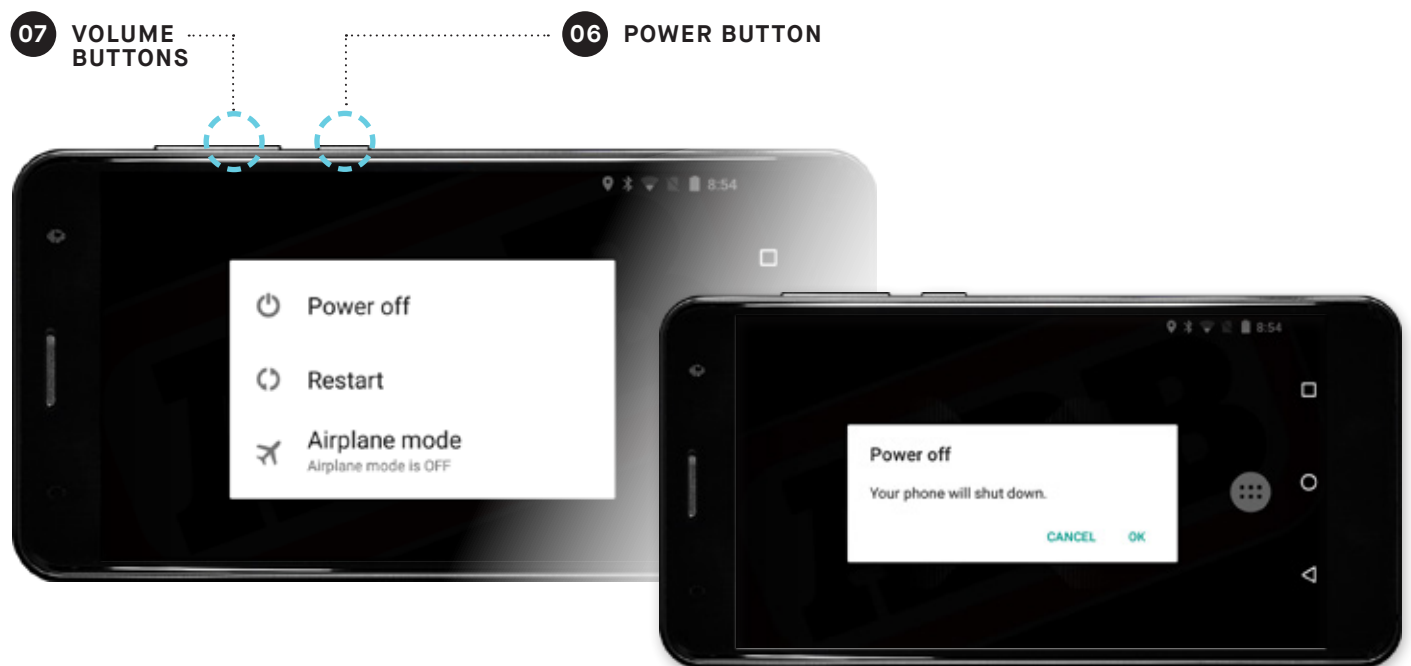 07 VOLUME
BUTTONS
06 POWER BUTTON
8:54
Power off
Restart
Airplane mode
Airplane mode is OFF
8:54
Power off
Your phone will shut down.
CANCEL OK